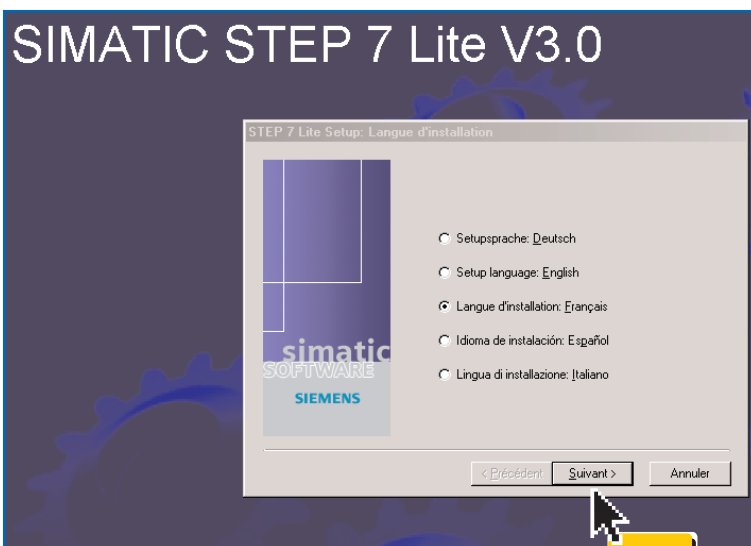 SIMATIC STEP 7 Lite V3.0
STEP 7 Lite Setup: Langue d'installation
Setupsprache: Deutsch
Setup language: English
Langue d'installation: Français
Idioma de instalación: Español
Lingua di installazione: Italiano
simatic
SOFTWARE
SIEMENS
< Précédent Suivant > Annuler